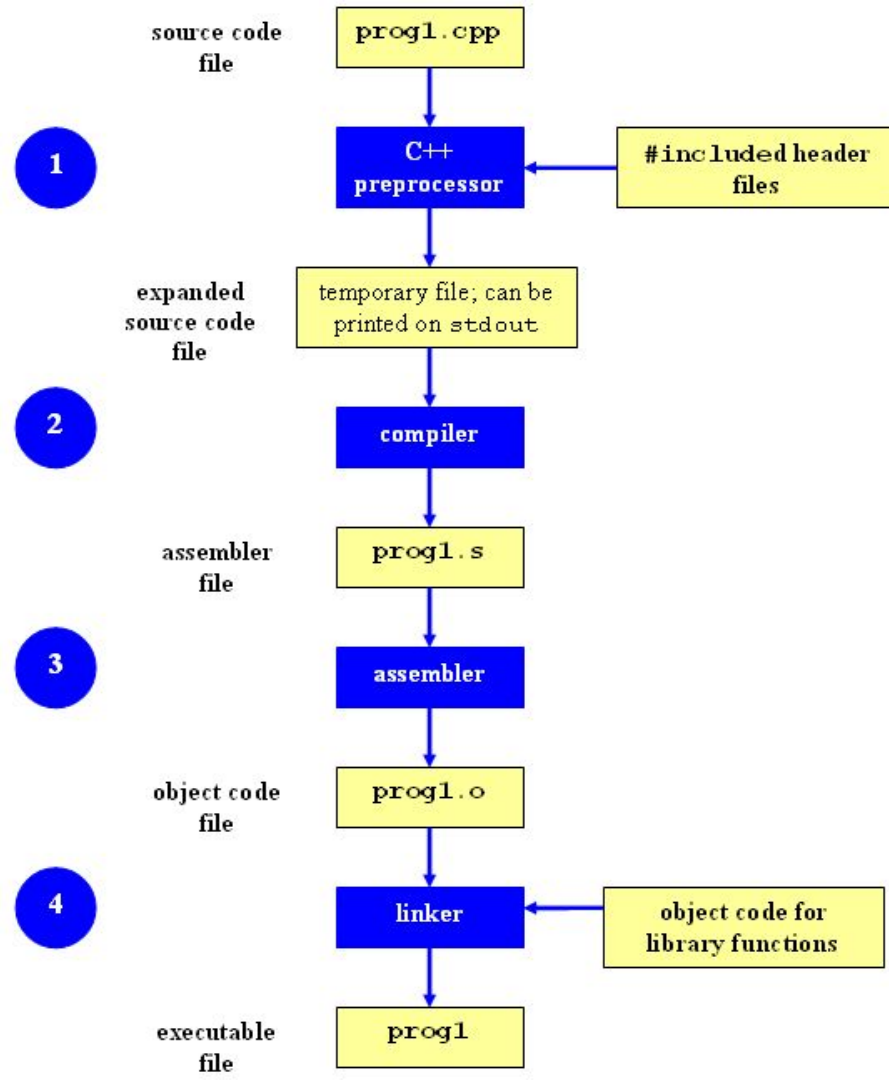 source code
file
prog1.cpp
1
C++
preprocessor
#included header
files
expanded
source code
file
temporary file; can be
printed on stdout
2
compiler
assembler
file
prog1.s
3
assembler
object code
file
prog1.o
4
linker
object code for
library functions
executable
file
prog1